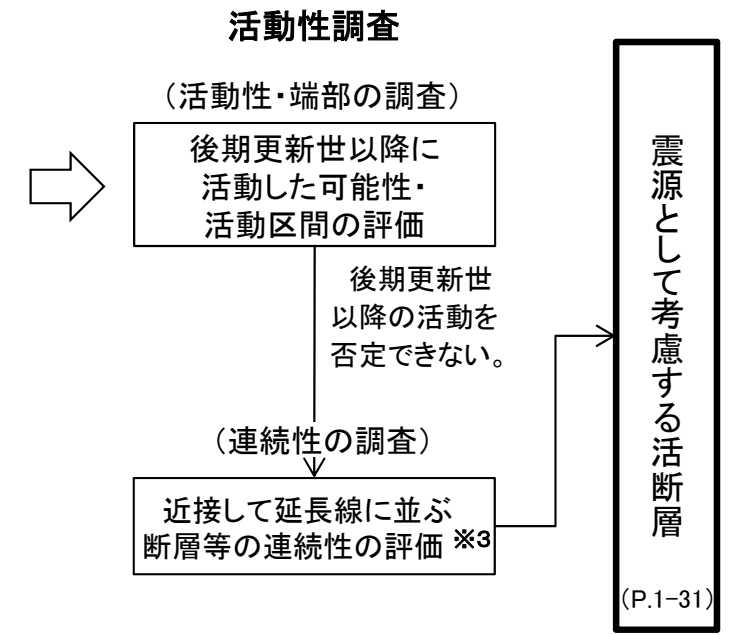 活動性調査
（活動性・端部の調査）
後期更新世以降に
活動した可能性・
活動区間の評価
後期更新世
以降の活動を
否定できない。
（連続性の調査）
近接して延長線に並ぶ
断層等の連続性の評価※3
震源として考慮する活断層
（P.1-31）